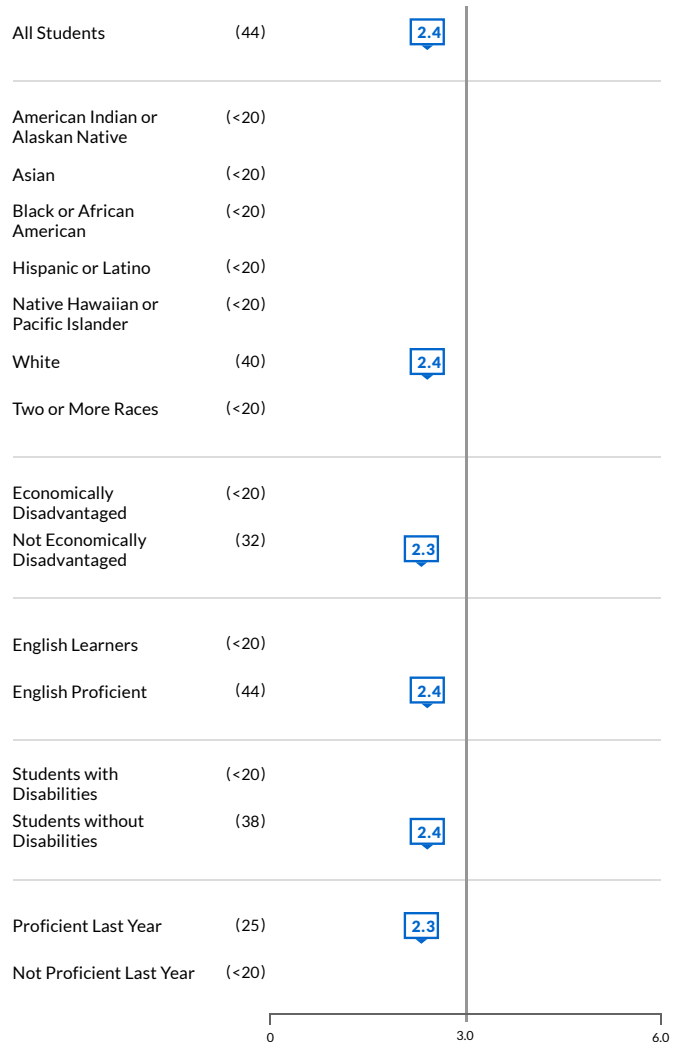 All Students (44) 2.4
American Indian or (<20)
Alaskan Native
Asian (<20)
Black or African (<20)
American
Hispanic or Latino (<20)
Native Hawaiian or (<20)
Pacific Islander
White (40) 2.4
Two or More Races (<20)
Economically (<20)
Disadvantaged
Not Economically (32) 2.3
Disadvantaged
English Learners (<20)
English Proficient (44) 2.4
Students with (<20)
Disabilities
Students without (38) 2.4
Disabilities
Proficient Last Year (25) 2.3
Not Proficient Last Year (<20)
0 3.0 6.0